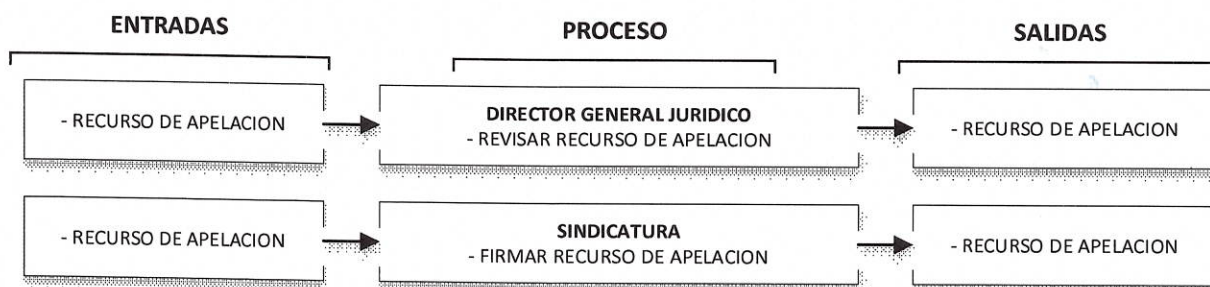 ENTRADAS
PROCESO
SALIDAS
- RECURSO DE APELACION
DIRECTOR GENERAL JURIDICO
- REVISAR RECURSO DE APELACION
- RECURSO DE APELACION
- RECURSO DE APELACION
SINDICATURA
- FIRMAR RECURSO DE APELACION
- RECURSO DE APELACION